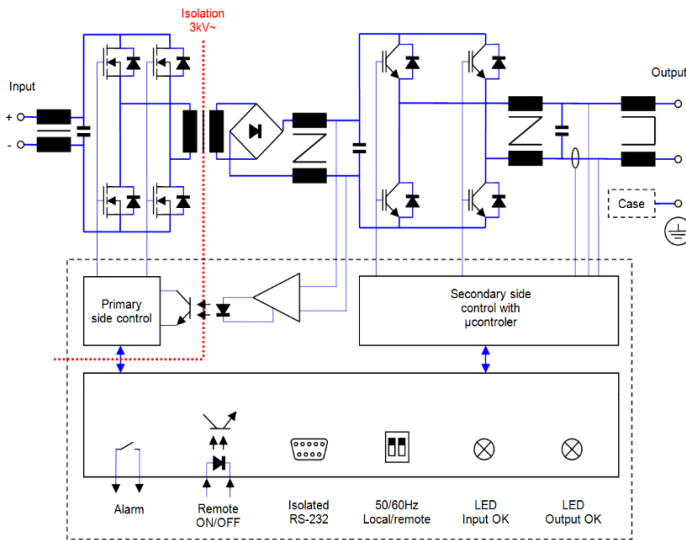 Isolation
3kV~
Input
Output
+
-
Case
Primary
side control
Secondary side
control with
µcontroler
Alarm
Remote
ON/OFF
Isolated
RS-232
50/60Hz
Local/remote
LED
Input OK
LED
Output OK